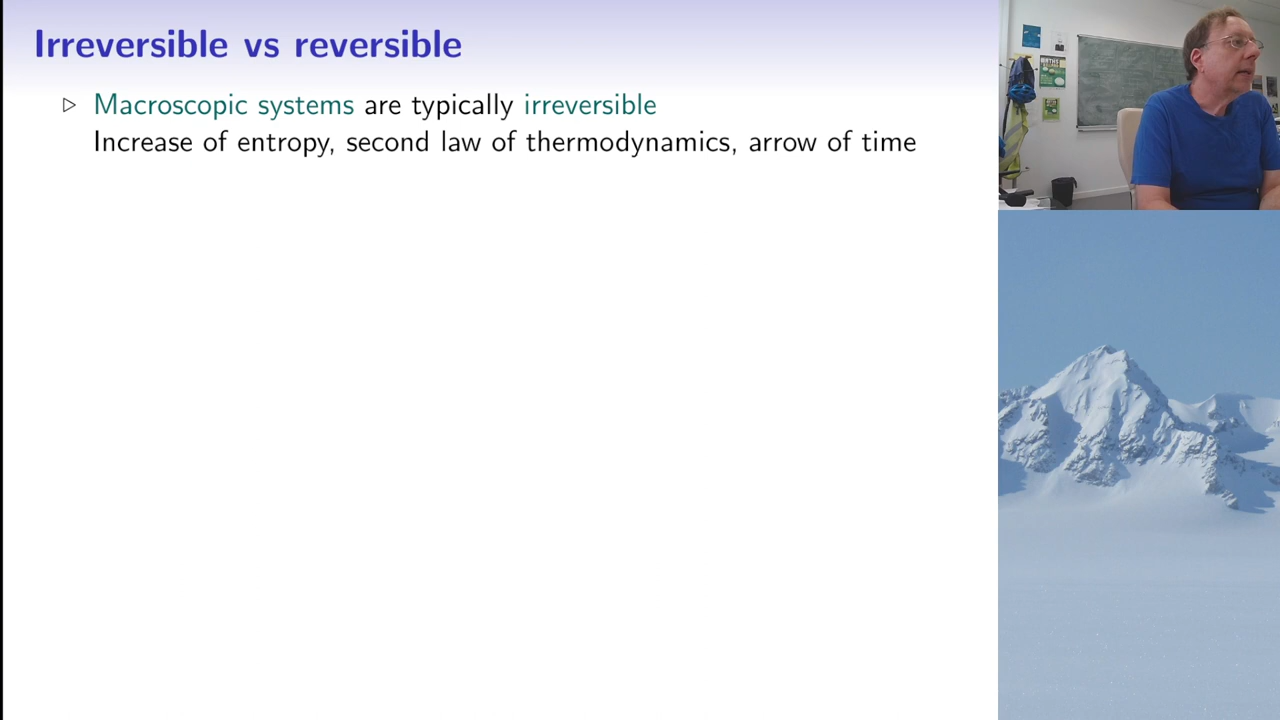 Irreversible vs reversible
▷ Macroscopic systems are typically irreversible
Increase of entropy, second law of thermodynamics, arrow of time